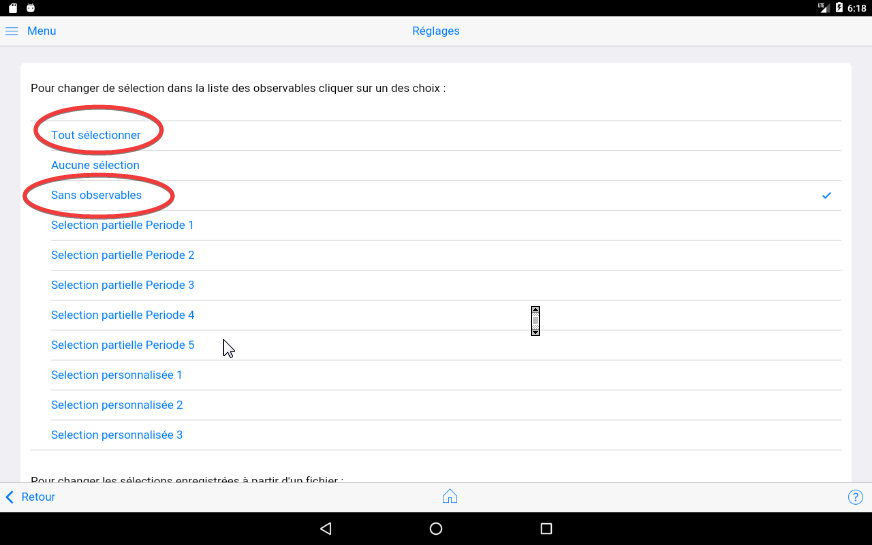 LTE 6:18
Menu
Réglages
Pour changer de sélection dans la liste des observables cliquer sur un des choix :
Tout sélectionner
Aucune sélection
Sans observables
Selection partielle Periode 1
Selection partielle Periode 2
Selection partielle Periode 3
Selection partielle Periode 4
Selection partielle Periode 5
Selection personnalisée 1
Selection personnalisée 2
Selection personnalisée 3
Pour changer les sélections enregistrées à partir d'un fichier :
Retour
?